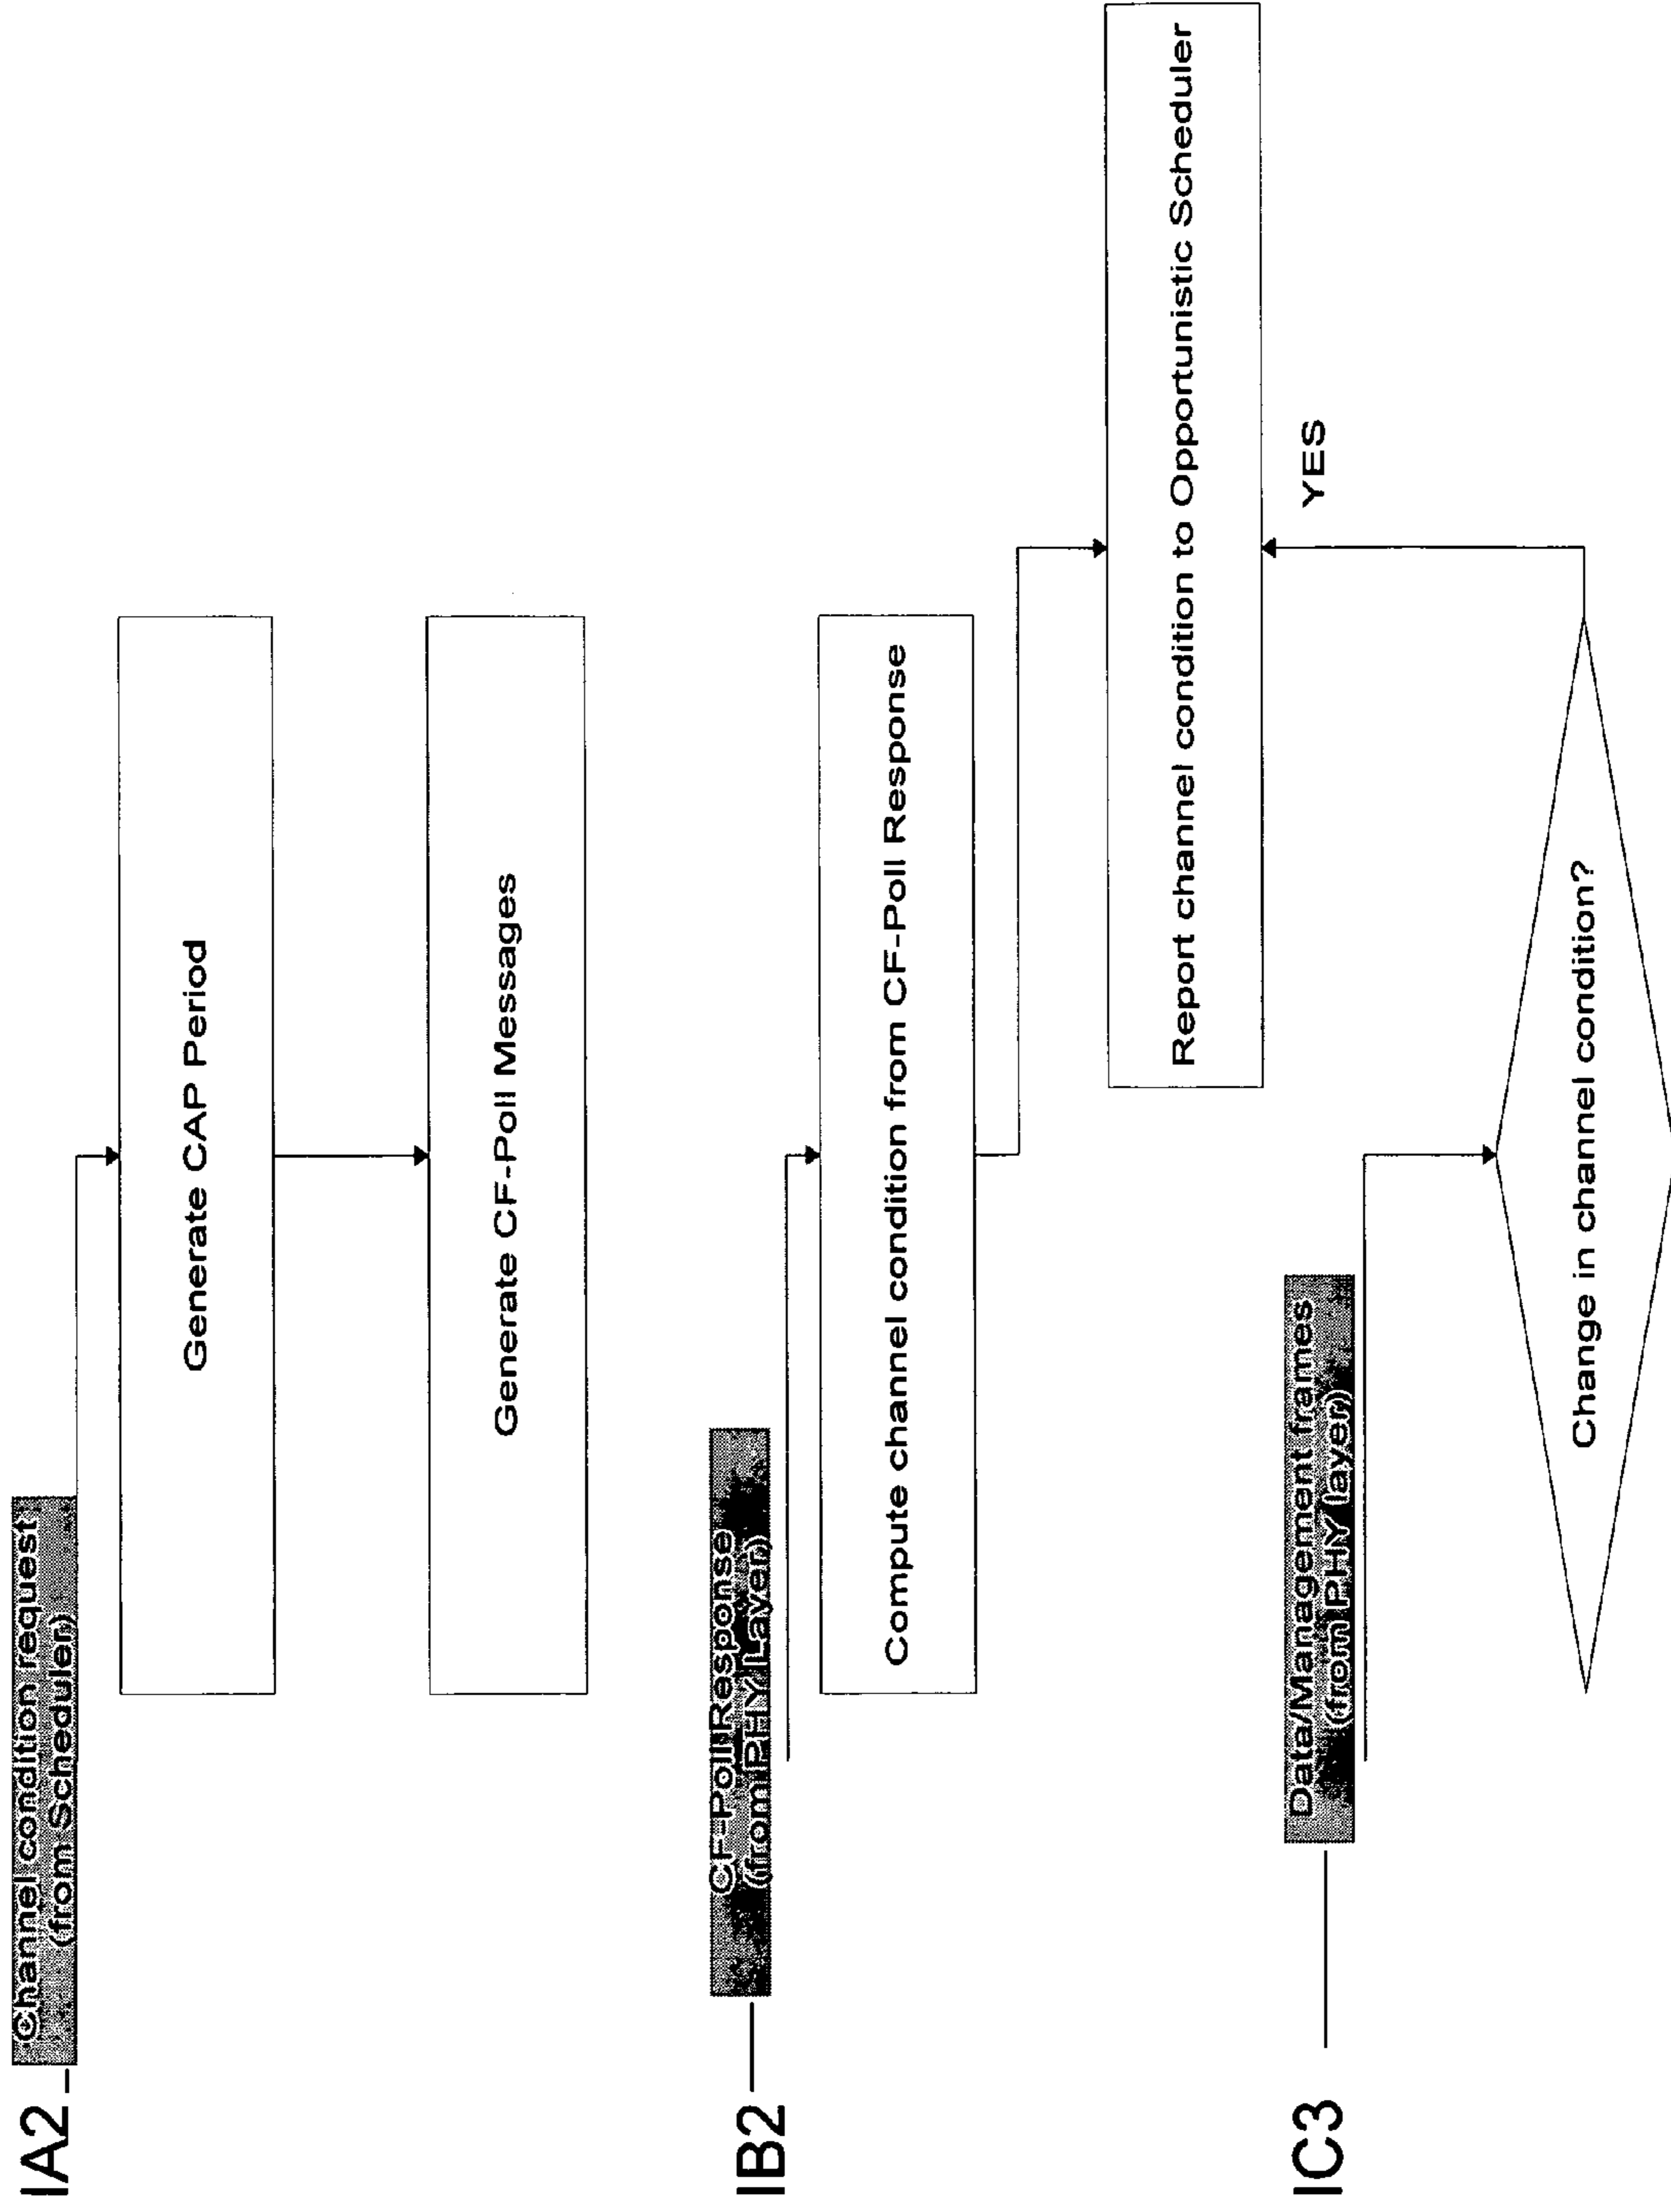 IA2
Channel condition request
(from Scheduler)
Generate CAP Period
Generate CF-Poll Messages
IB2
CF-Poll Response
(from PHY Layer)
Compute channel condition from CF-Poll Response
Report channel condition to Opportunistic Scheduler
YES
IC3
Data/Management frames
(from PHY layer)
Change in channel condition?